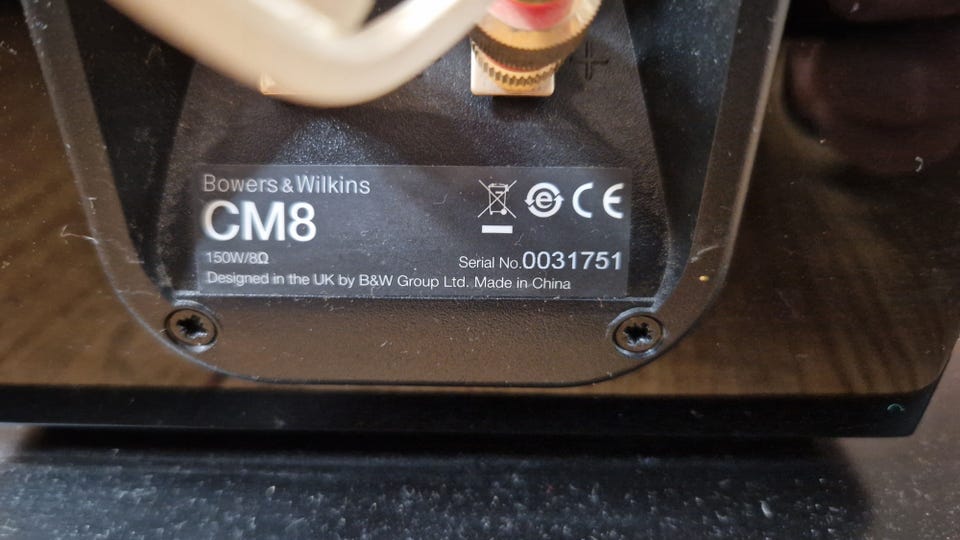 +
Bowers & Wilkins
CM8
150W/8Ω
Serial No.0031751
Designed in the UK by B&W Group Ltd. Made in China